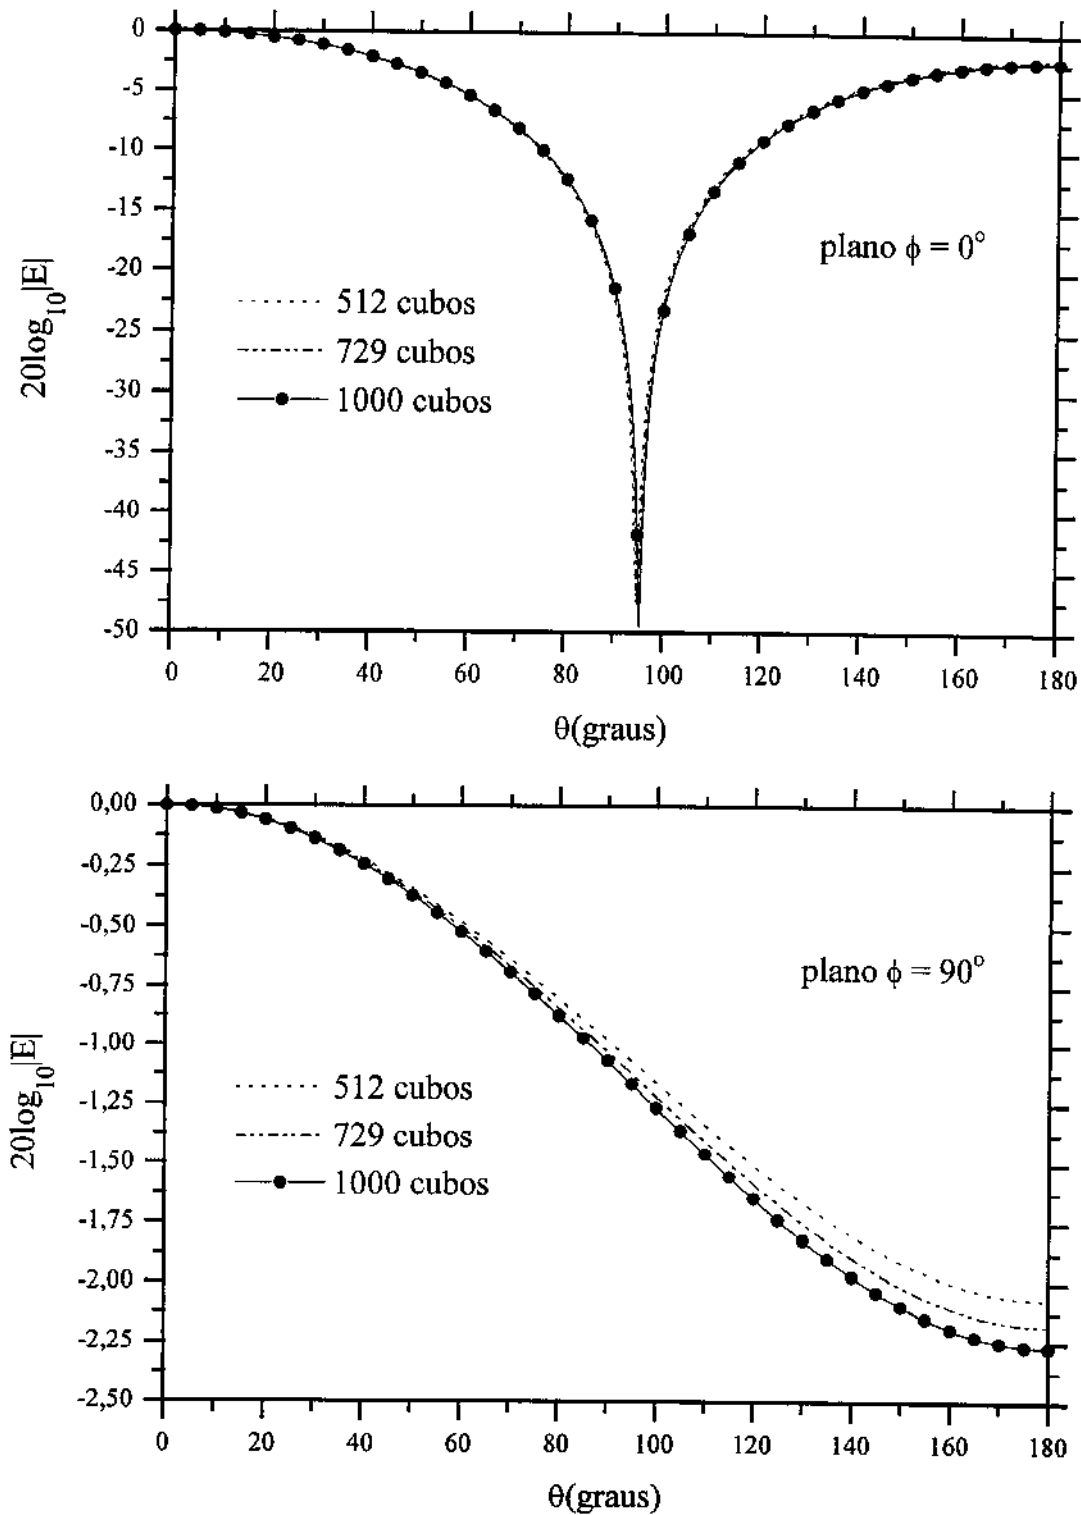 0
-5
-10
-15
-20
-25
-30
-35
-40
-45
-50
20log10|E|
plano ϕ = 0°
512 cubos
729 cubos
1000 cubos
0 20 40 60 80 100 120 140 160 180
θ(graus)
0,00
-0,25
-0,50
-0,75
-1,00
-1,25
-1,50
-1,75
-2,00
-2,25
-2,50
20log10|E|
plano ϕ = 90°
512 cubos
729 cubos
1000 cubos
0 20 40 60 80 100 120 140 160 180
θ(graus)